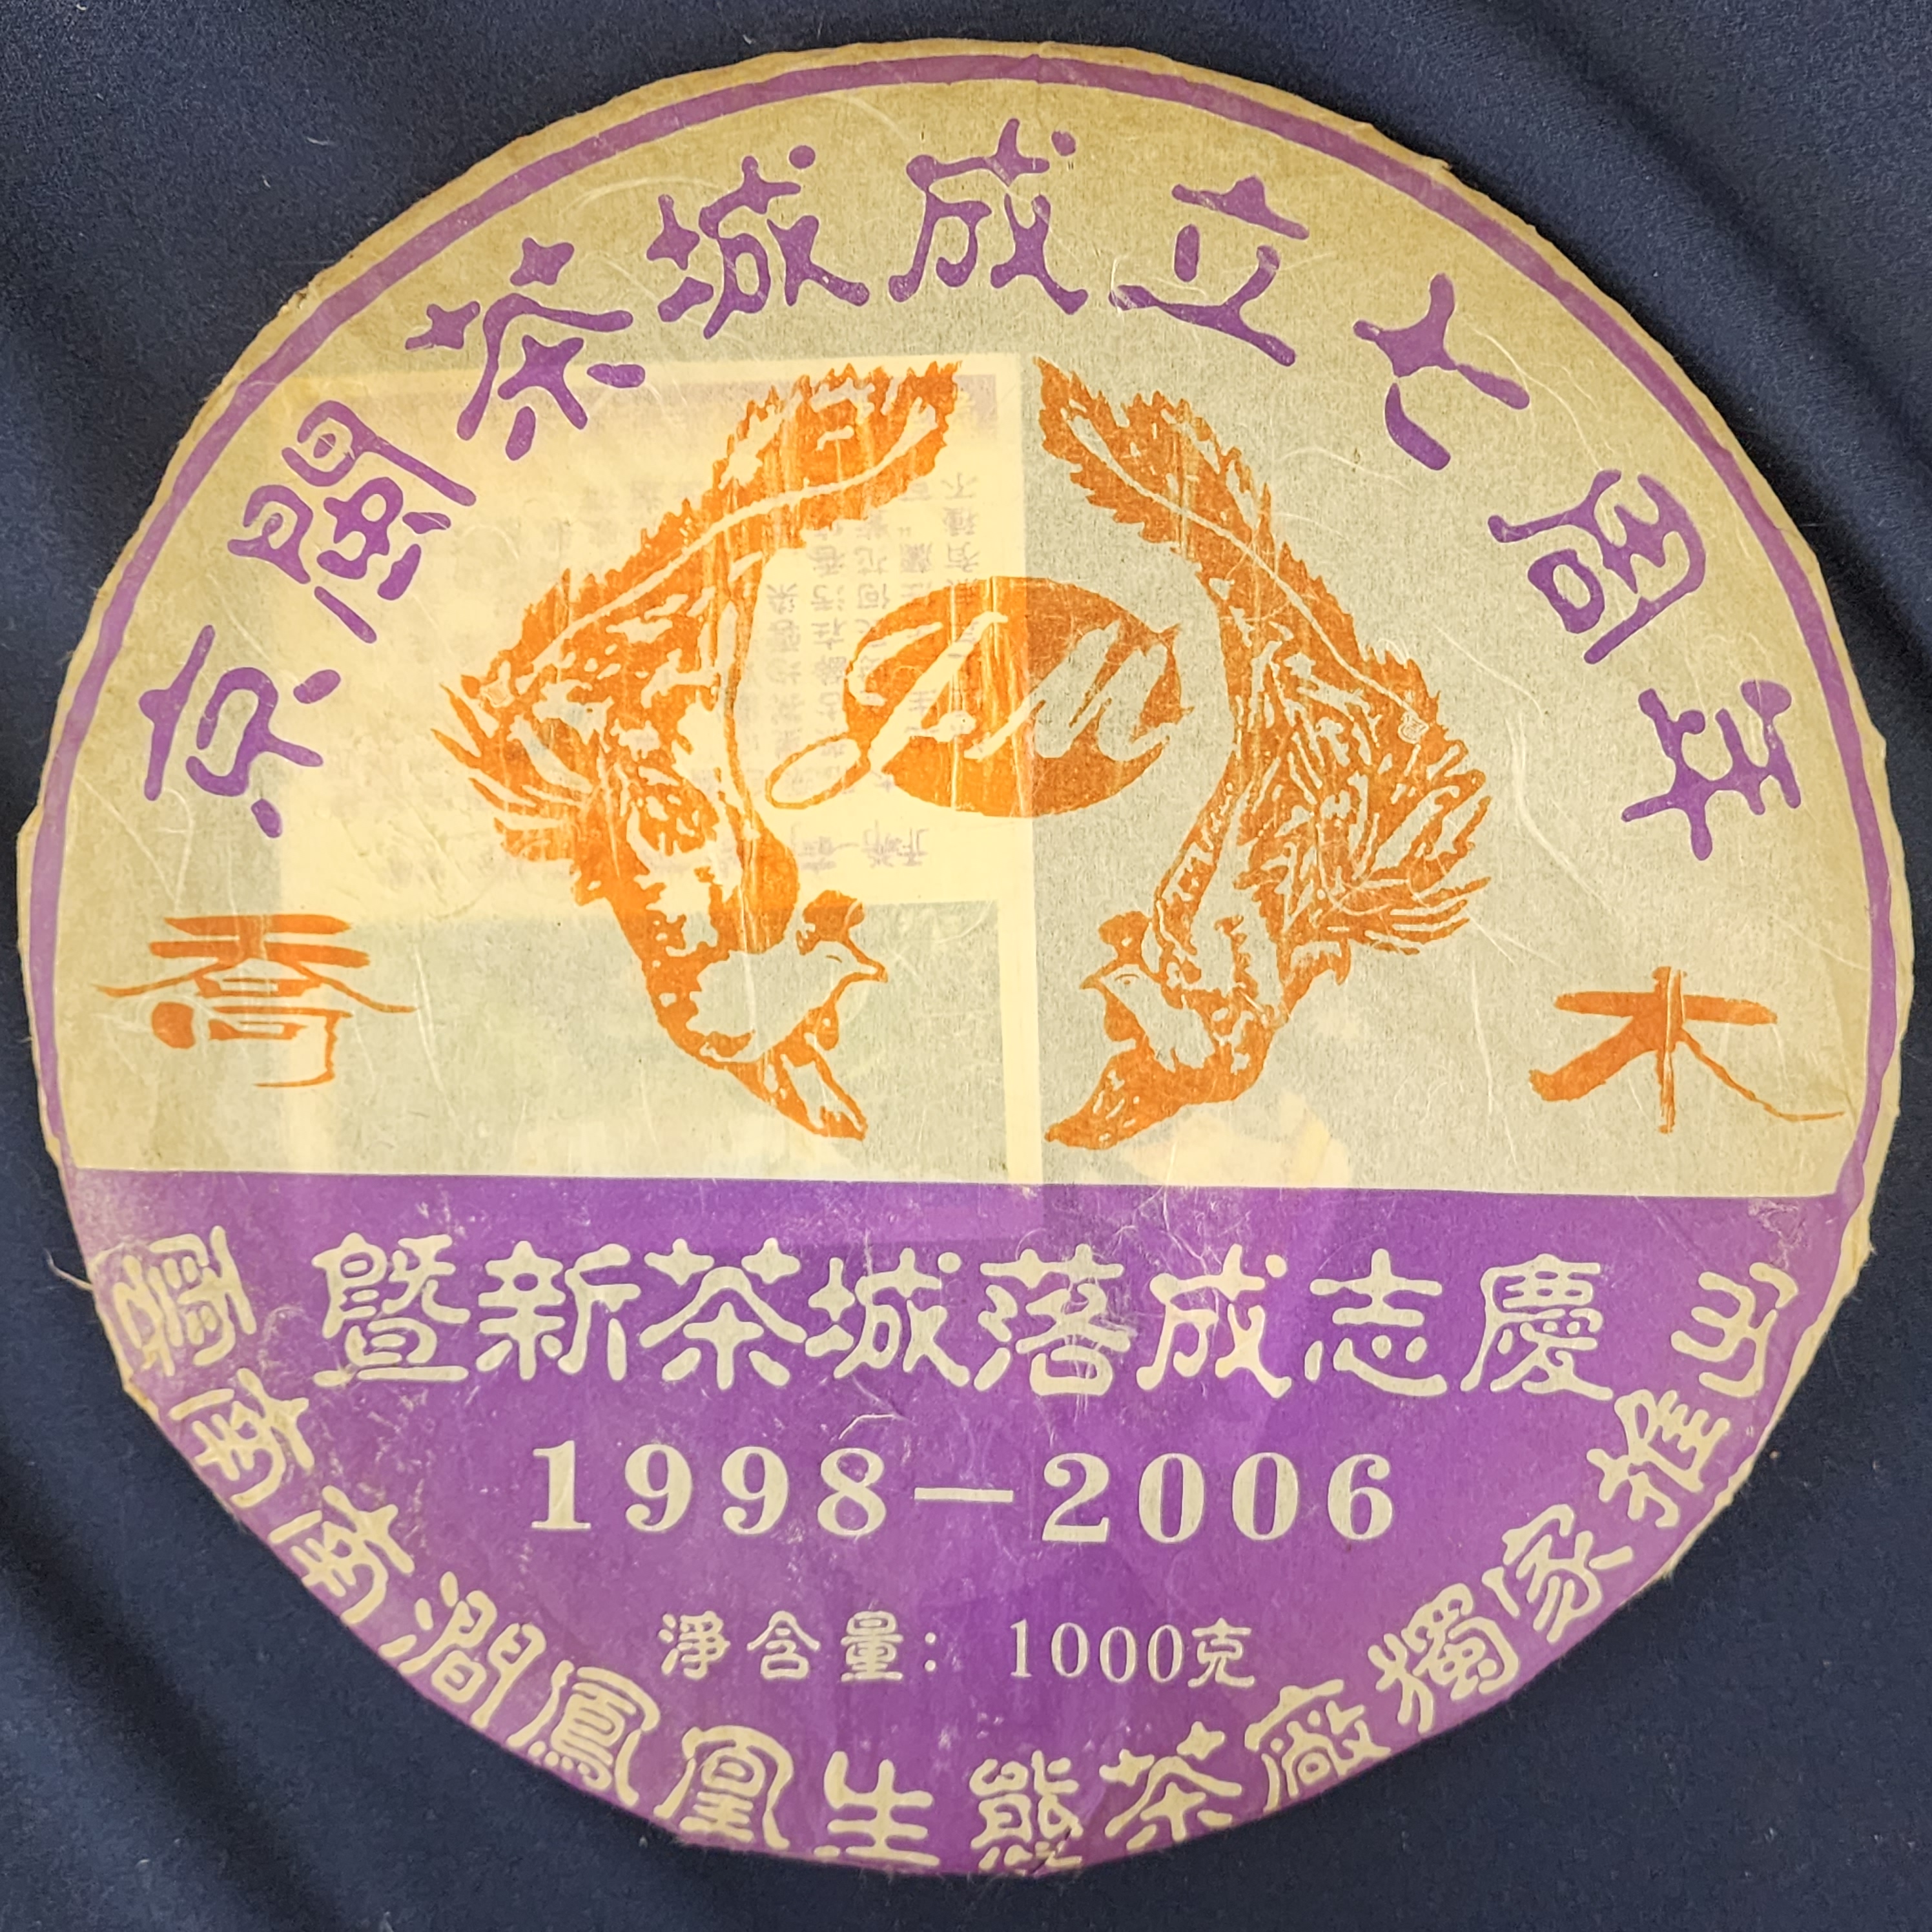 京閩茶城成立七周年
JM
喬 木
暨新茶城落成志慶
1998—2006
淨含量：1000克
雲南南澗鳳凰生態茶廠獨家推出